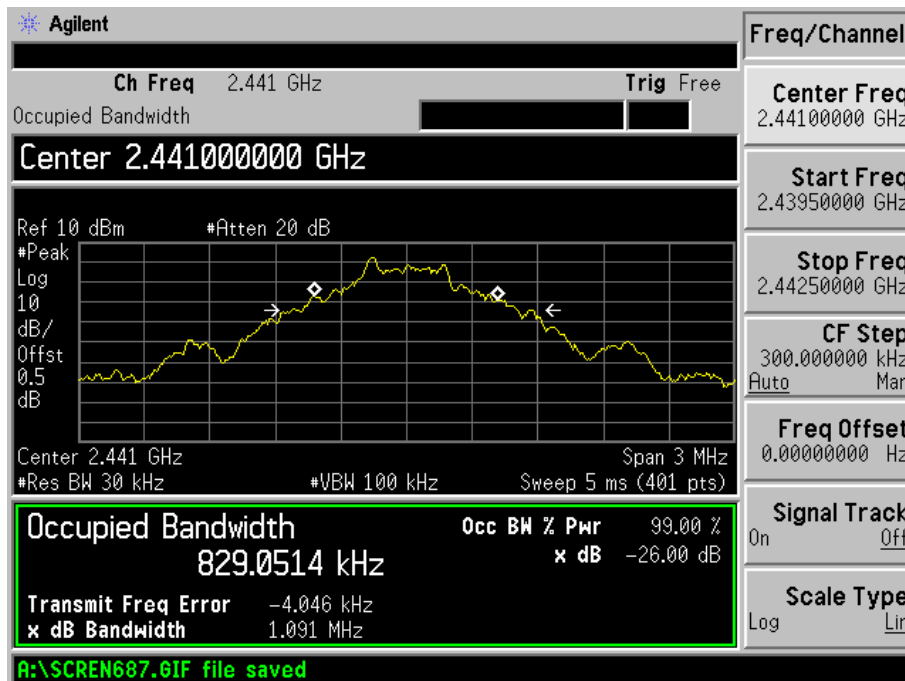 Agilent
Freq/Channel
Ch Freq 2.441 GHz Trig Free
Occupied Bandwidth
Center 2.441000000 GHz
Ref 10 dBm #Atten 20 dB
#Peak
Log
10
dB/
Offst
0.5
dB
Center 2.441 GHz Span 3 MHz
#Res BW 30 kHz #VBW 100 kHz Sweep 5 ms (401 pts)
Occupied Bandwidth
829.0514 kHz
Occ BW % Pwr 99.00 %
x dB -26.00 dB
Transmit Freq Error -4.046 kHz
x dB Bandwidth 1.091 MHz
A:\SCREN687.GIF file saved
Center Freq
2.44100000 GHz
Start Freq
2.43950000 GHz
Stop Freq
2.44250000 GHz
CF Step
300.000000 kHz
Auto Man
Freq Offset
0.00000000 Hz
Signal Track
On Off
Scale Type
Log Lin